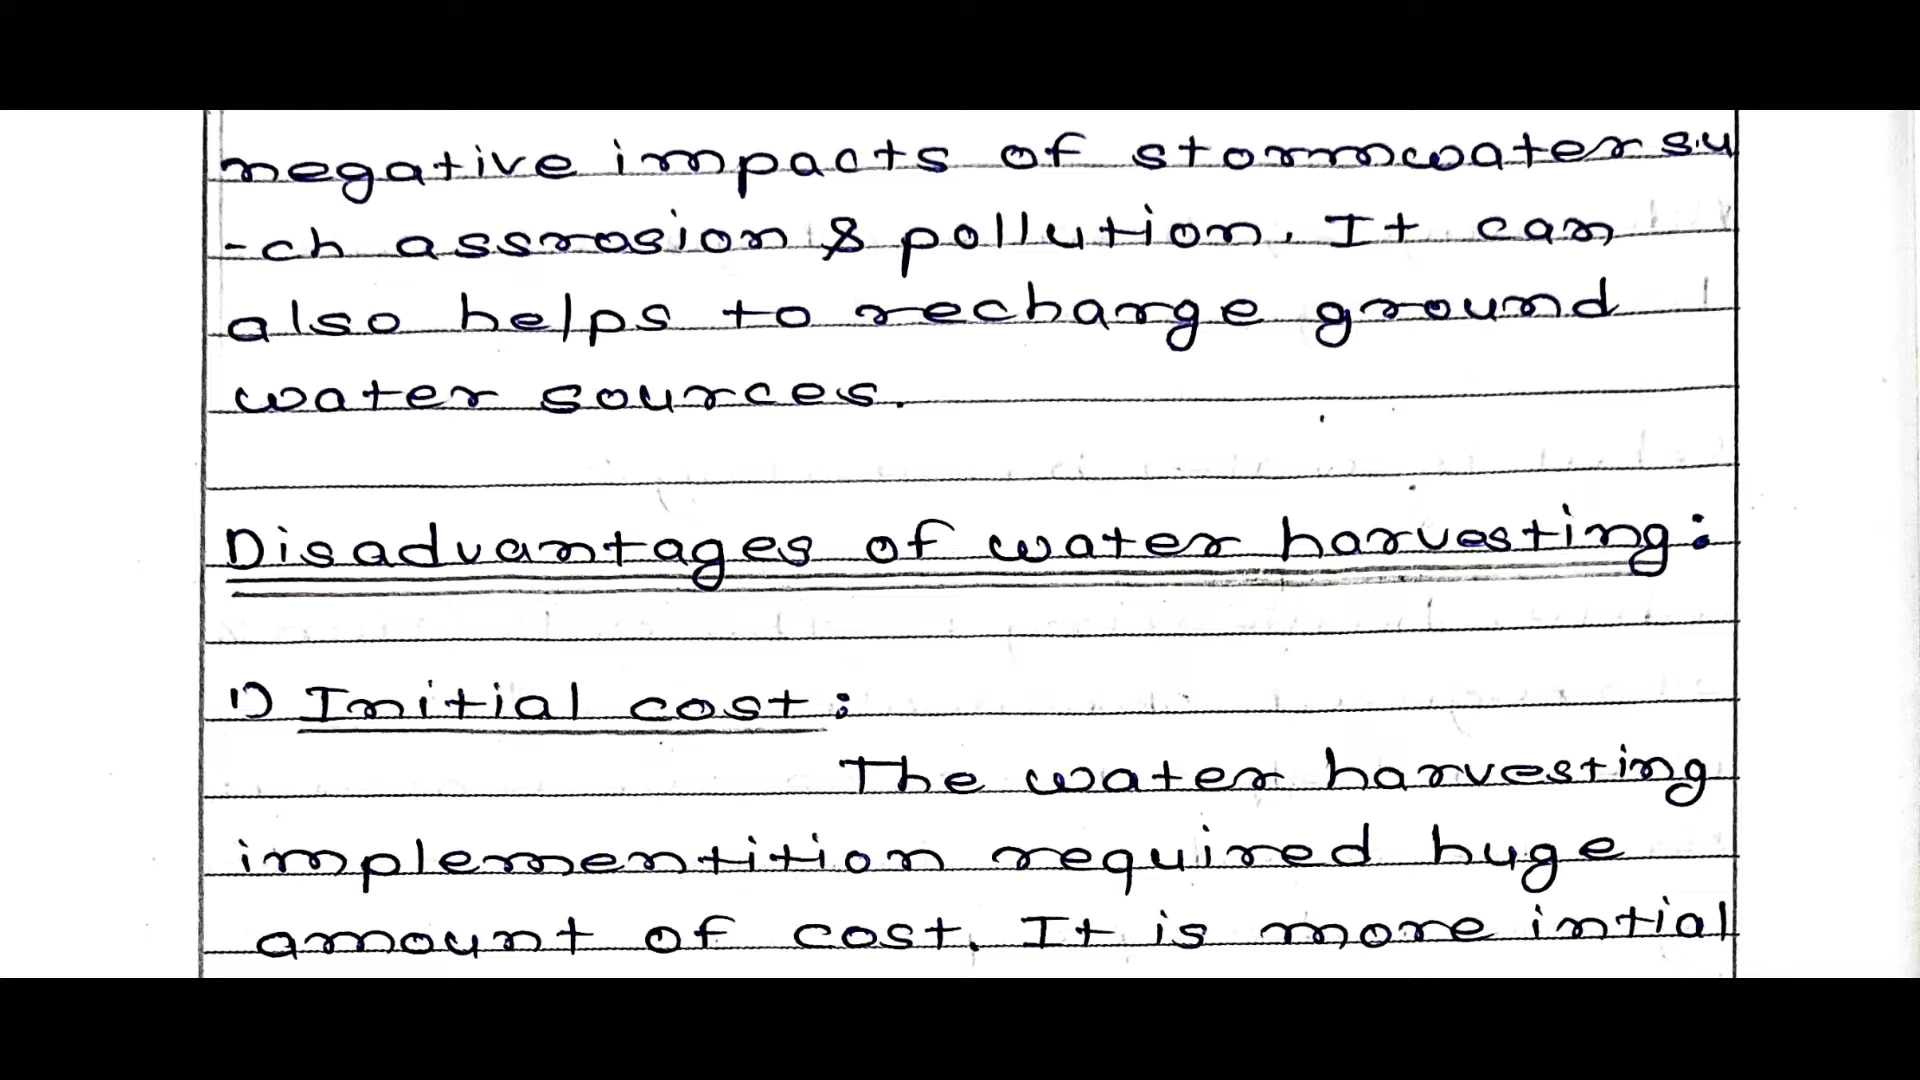 negative impacts of stormwater su
-ch assrosion & pollution. It can
also helps to recharge ground
water sources.
Disadvantages of water harvesting:
1) Initial cost:
The water harvesting
implementition required huge
amount of cost. It is more intial